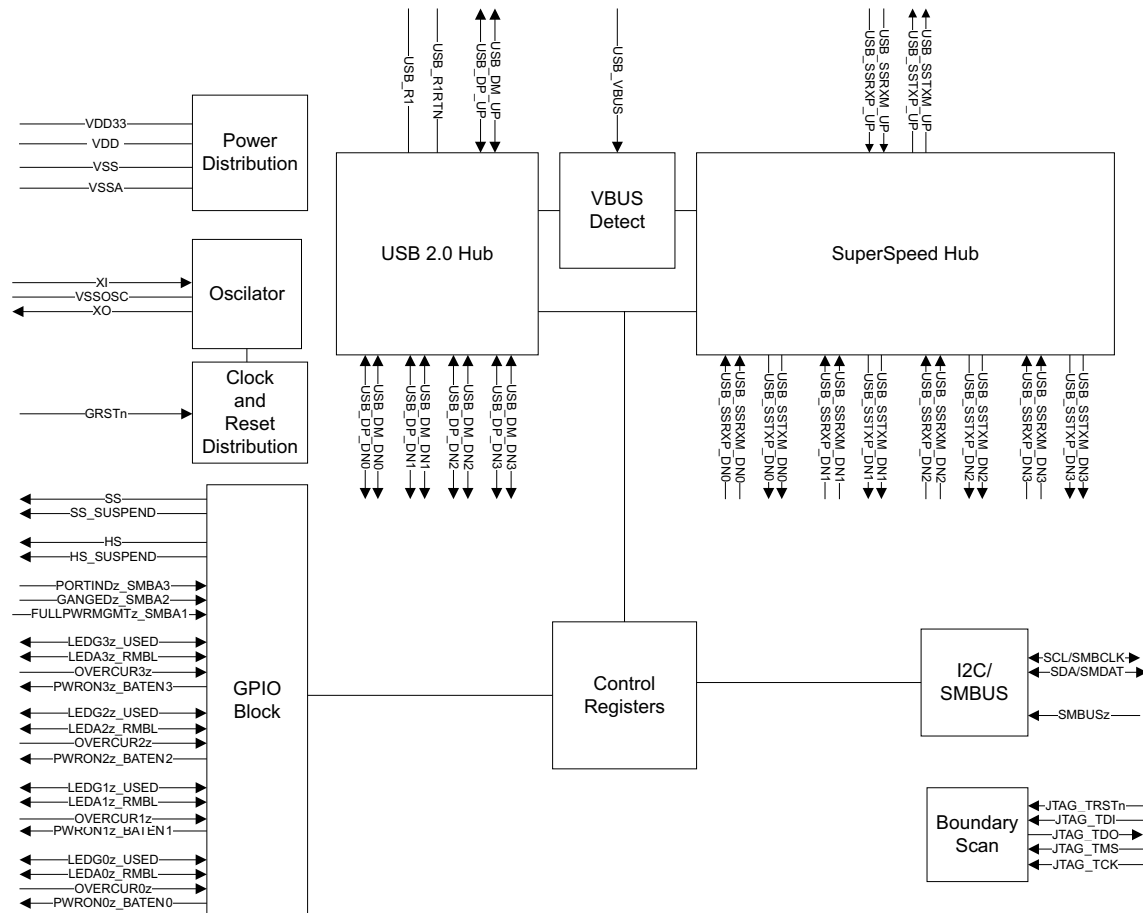 USB_R1
USB_R1RTN
USB_DP_UP
USB_DM_UP
USB_VBUS
USB_SSRXP_UP
USB_SSRXM_UP
USB_SSTXP_UP
USB_SSTXM_UP
VDD33
VDD
VSS
VSSA
Power
Distribution
USB 2.0 Hub
VBUS
Detect
SuperSpeed Hub
XI
VSSOSC
XO
Oscilator
GRSTn
Clock
and
Reset
Distribution
USB_DP_DN0
USB_DM_DN0
USB_DP_DN1
USB_DM_DN1
USB_DP_DN2
USB_DM_DN2
USB_DP_DN3
USB_DM_DN3
USB_SSRXP_DN0
USB_SSRXM_DN0
USB_SSTXP_DN0
USB_SSTXM_DN0
USB_SSRXP_DN1
USB_SSRXM_DN1
USB_SSTXP_DN1
USB_SSTXM_DN1
USB_SSRXP_DN2
USB_SSRXM_DN2
USB_SSTXP_DN2
USB_SSTXM_DN2
USB_SSRXP_DN3
USB_SSRXM_DN3
USB_SSTXP_DN3
USB_SSTXM_DN3
SS
SS_SUSPEND
HS
HS_SUSPEND
PORTINDz_SMBA3
GANGEDz_SMBA2
FULLPWRMGMTz_SMBA1
LEDG3z_USED
LEDA3z_RMBL
OVERCUR3z
PWRON3z_BATEN3
LEDG2z_USED
LEDA2z_RMBL
OVERCUR2z
PWRON2z_BATEN2
LEDG1z_USED
LEDA1z_RMBL
OVERCUR1z
PWRON1z_BATEN1
LEDG0z_USED
LEDA0z_RMBL
OVERCUR0z
PWRON0z_BATEN0
GPIO
Block
Control
Registers
I2C/
SMBUS
SCL/SMBCLK
SDA/SMDAT
SMBUSz
Boundary
Scan
JTAG_TRSTn
JTAG_TDI
JTAG_TDO
JTAG_TMS
JTAG_TCK